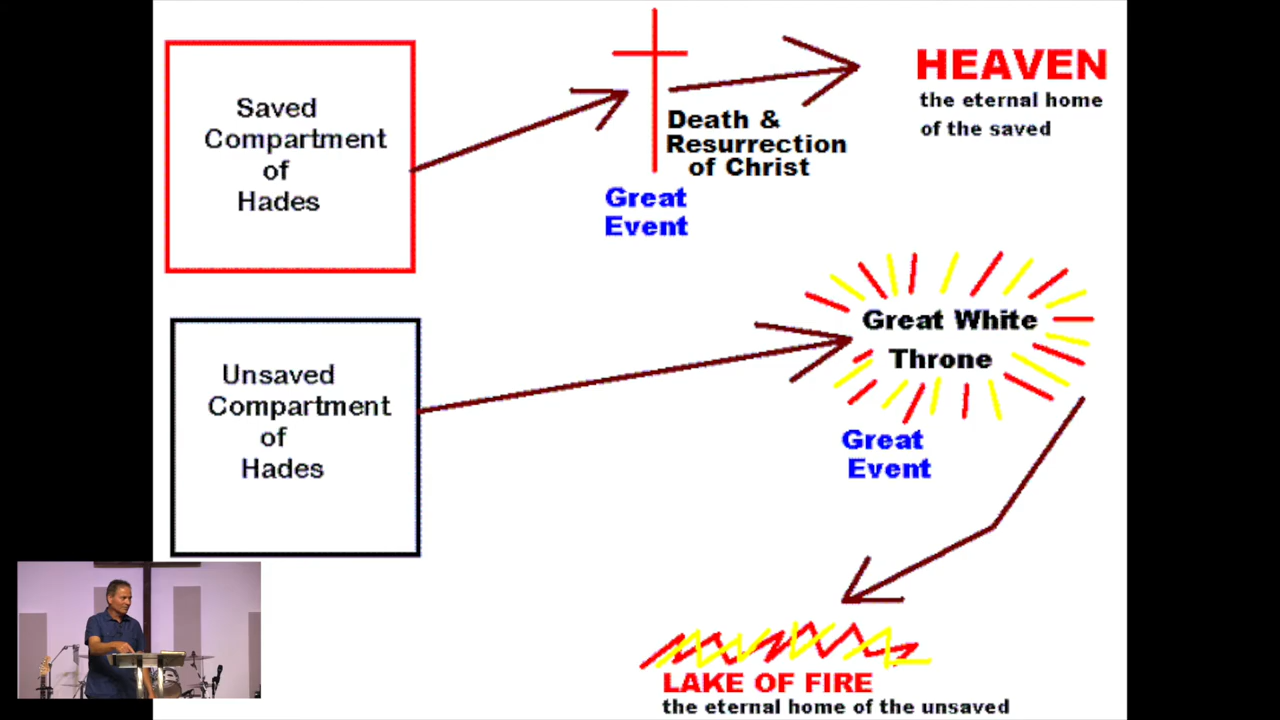 Saved
Compartment
of
Hades
Death &
Resurrection
of Christ
Great
Event
HEAVEN
the eternal home
of the saved
Unsaved
Compartment
of
Hades
Great White
Throne
Great
Event
LAKE OF FIRE
the eternal home of the unsaved